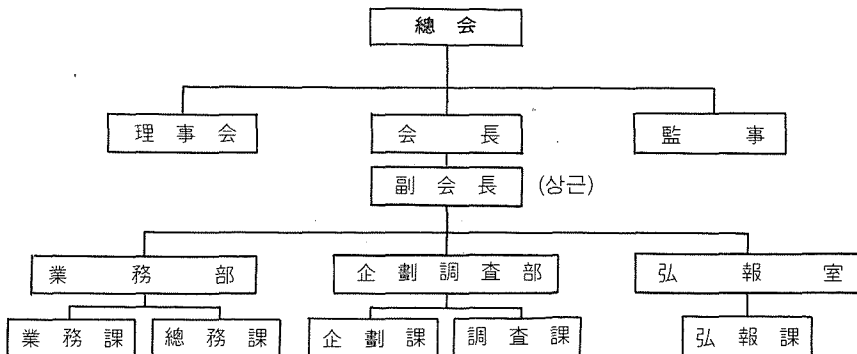 總会
理事会 会長 監事
副会長 (상근)
業務部 企劃調査部 弘報室
業務課 總務課 企劃課 調査課 弘報課